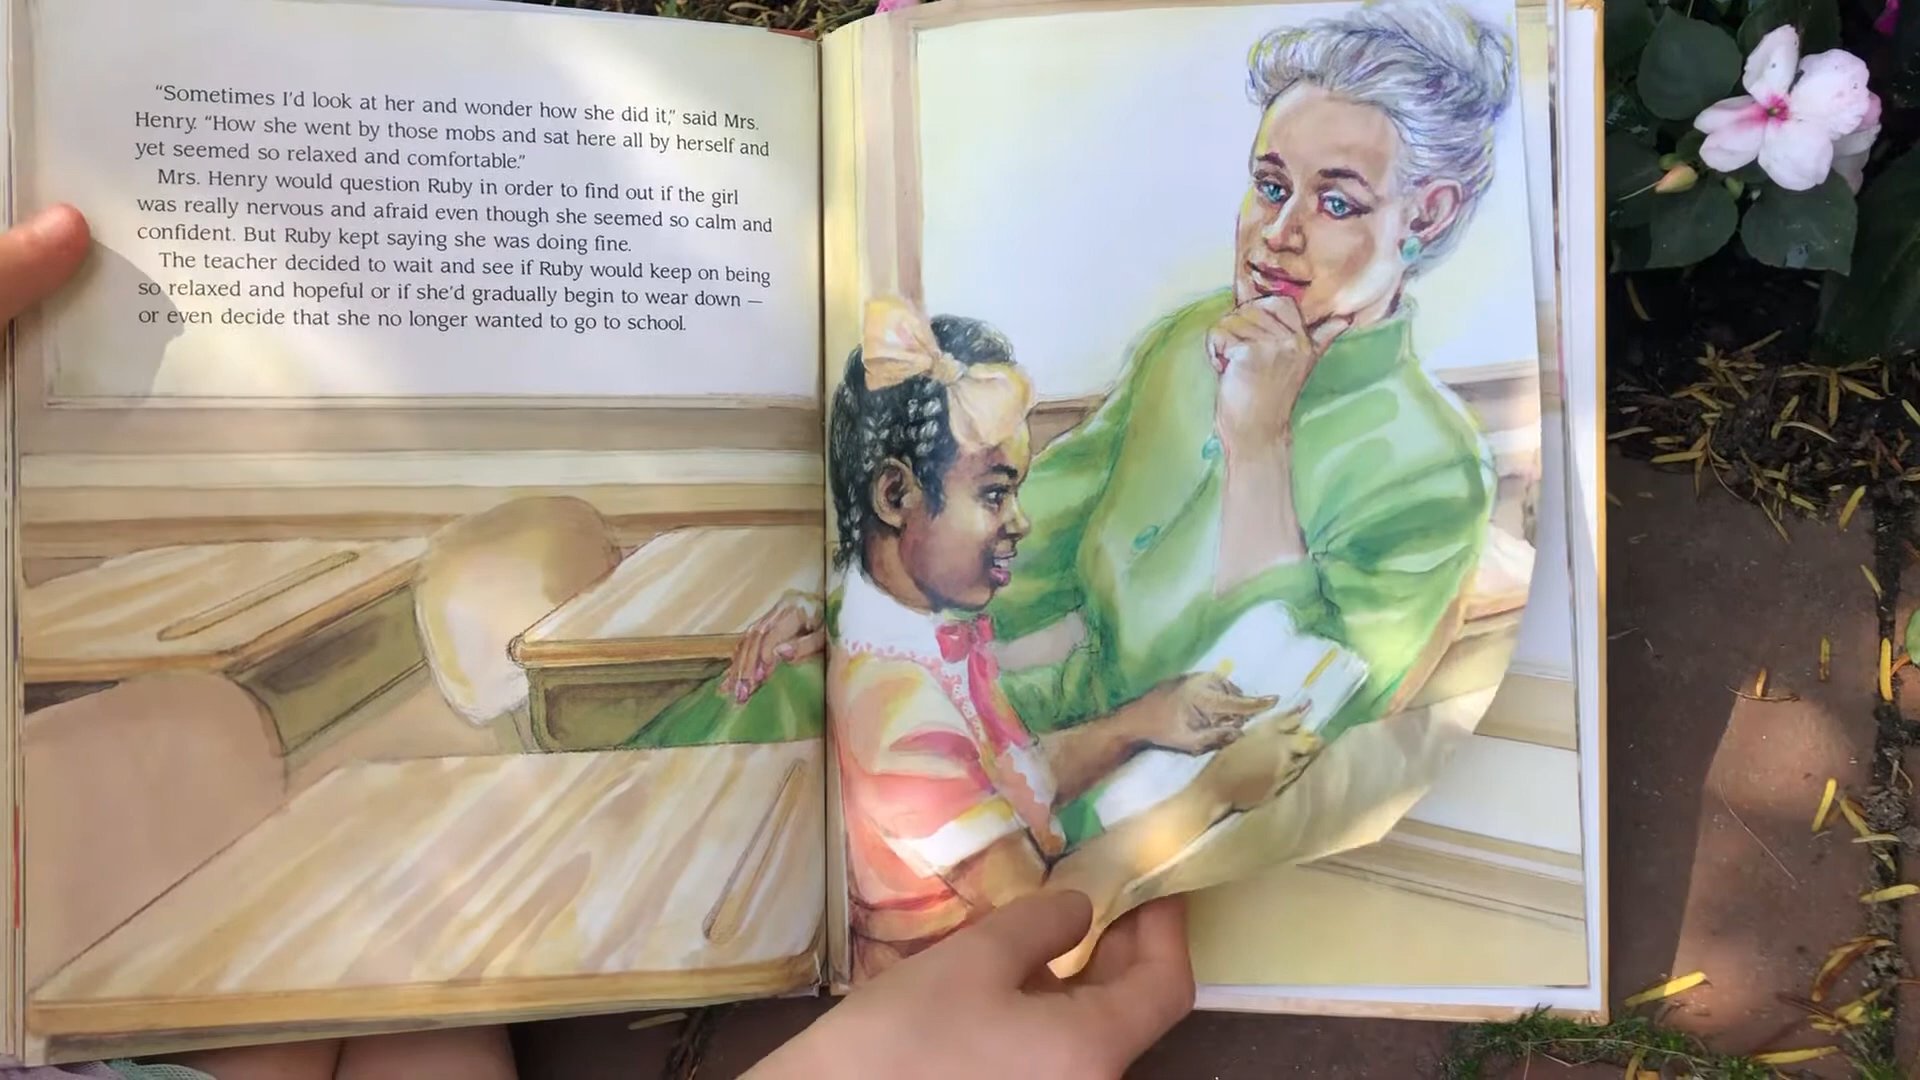 “Sometimes I’d look at her and wonder how she did it,” said Mrs.
Henry. “How she went by those mobs and sat here all by herself and
yet seemed so relaxed and comfortable.”
Mrs. Henry would question Ruby in order to find out if the girl
was really nervous and afraid even though she seemed so calm and
confident. But Ruby kept saying she was doing fine.
The teacher decided to wait and see if Ruby would keep on being
so relaxed and hopeful or if she’d gradually begin to wear down —
or even decide that she no longer wanted to go to school.